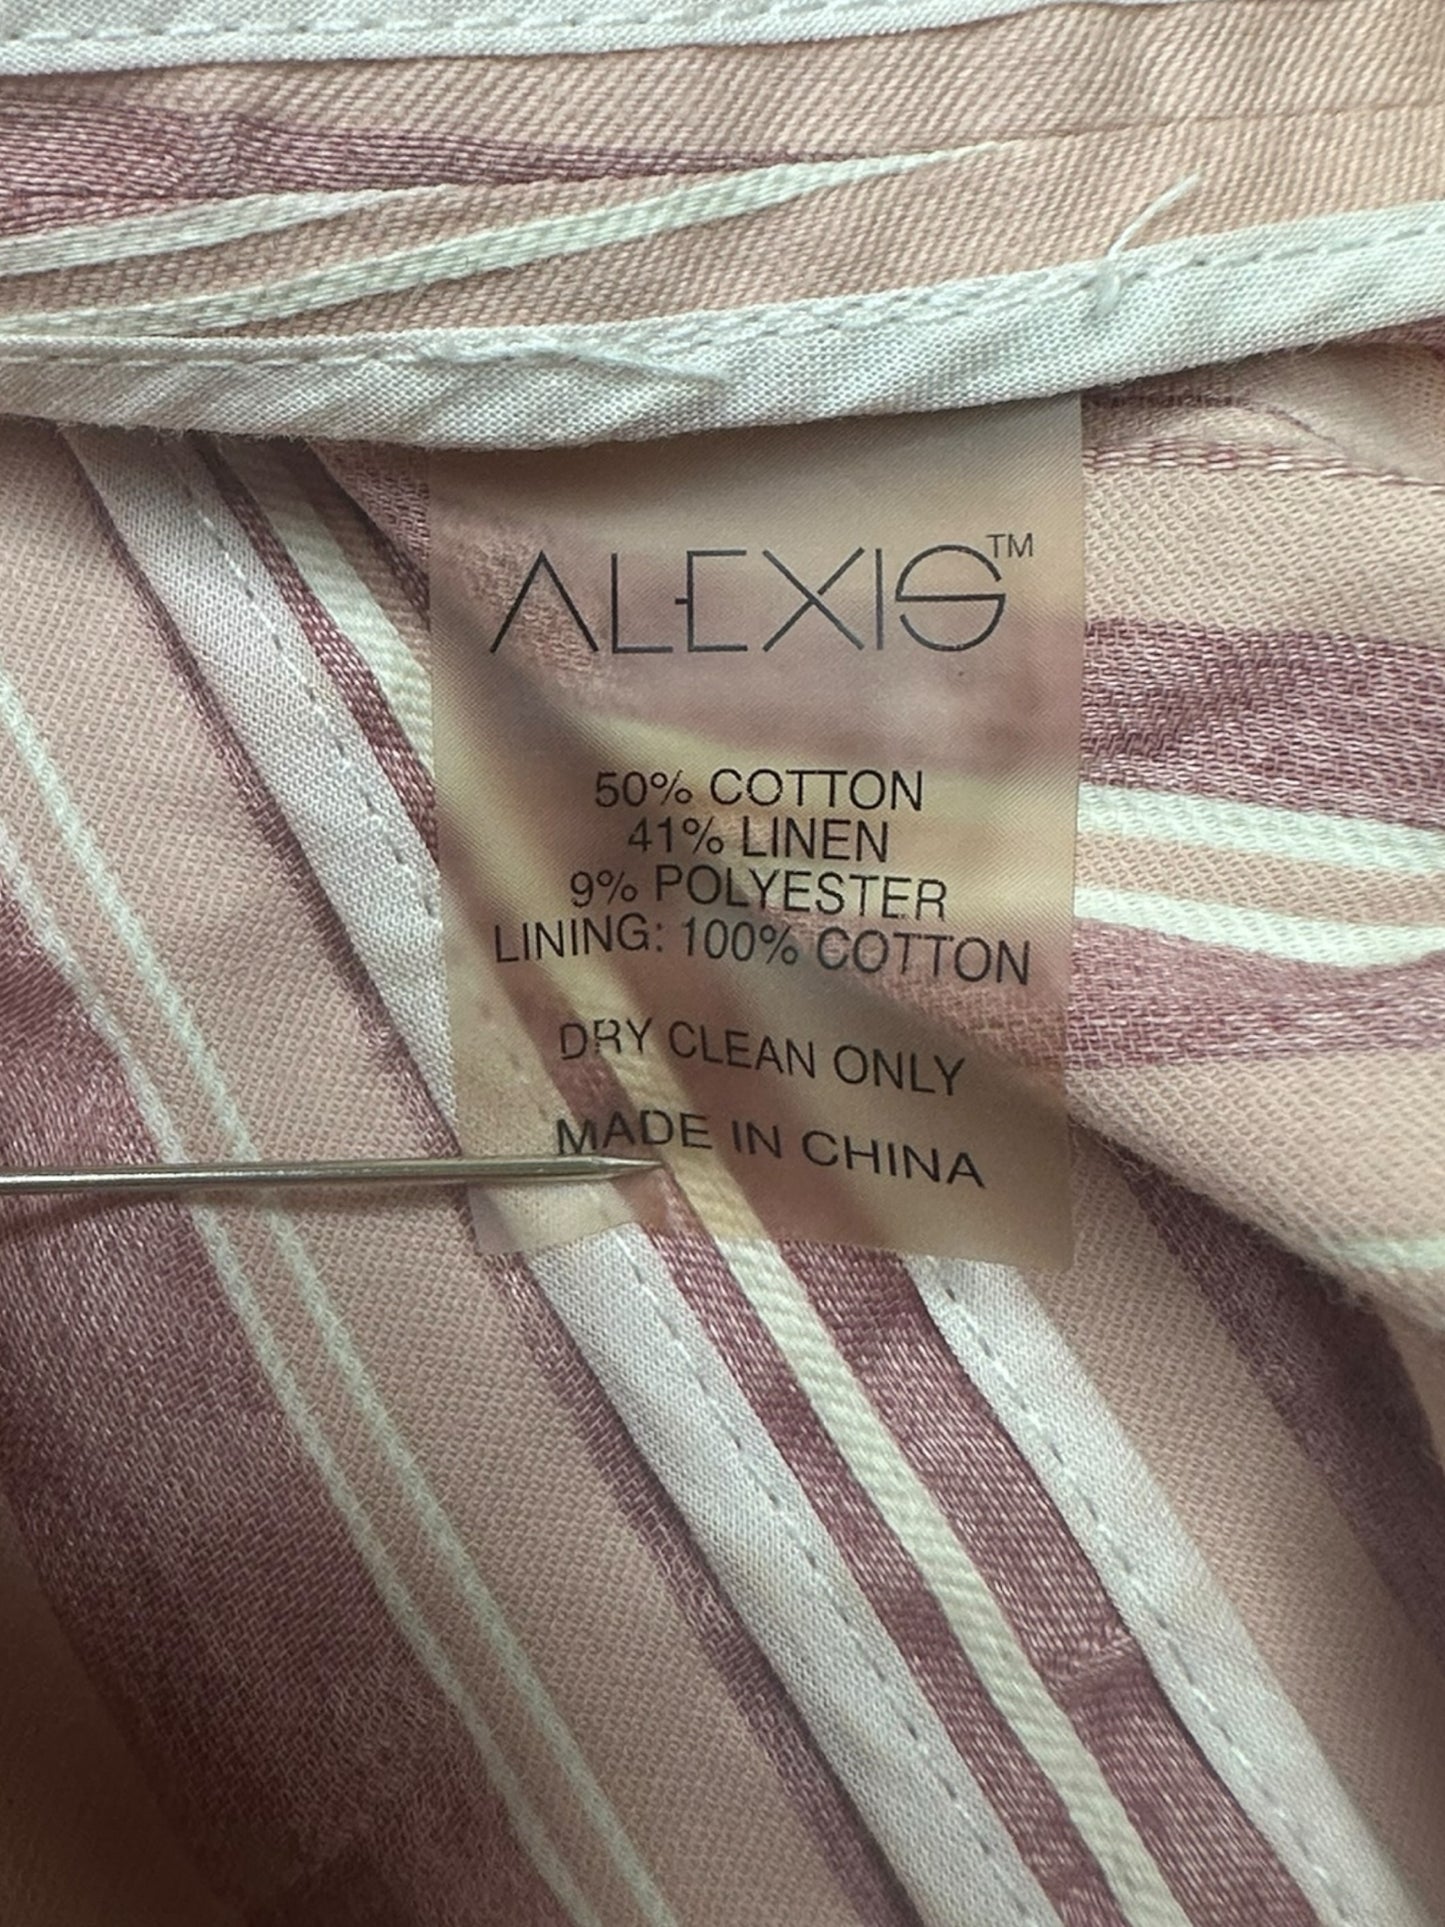 ALEXIS™
50% COTTON
41% LINEN
9% POLYESTER
LINING: 100% COTTON
DRY CLEAN ONLY
MADE IN CHINA